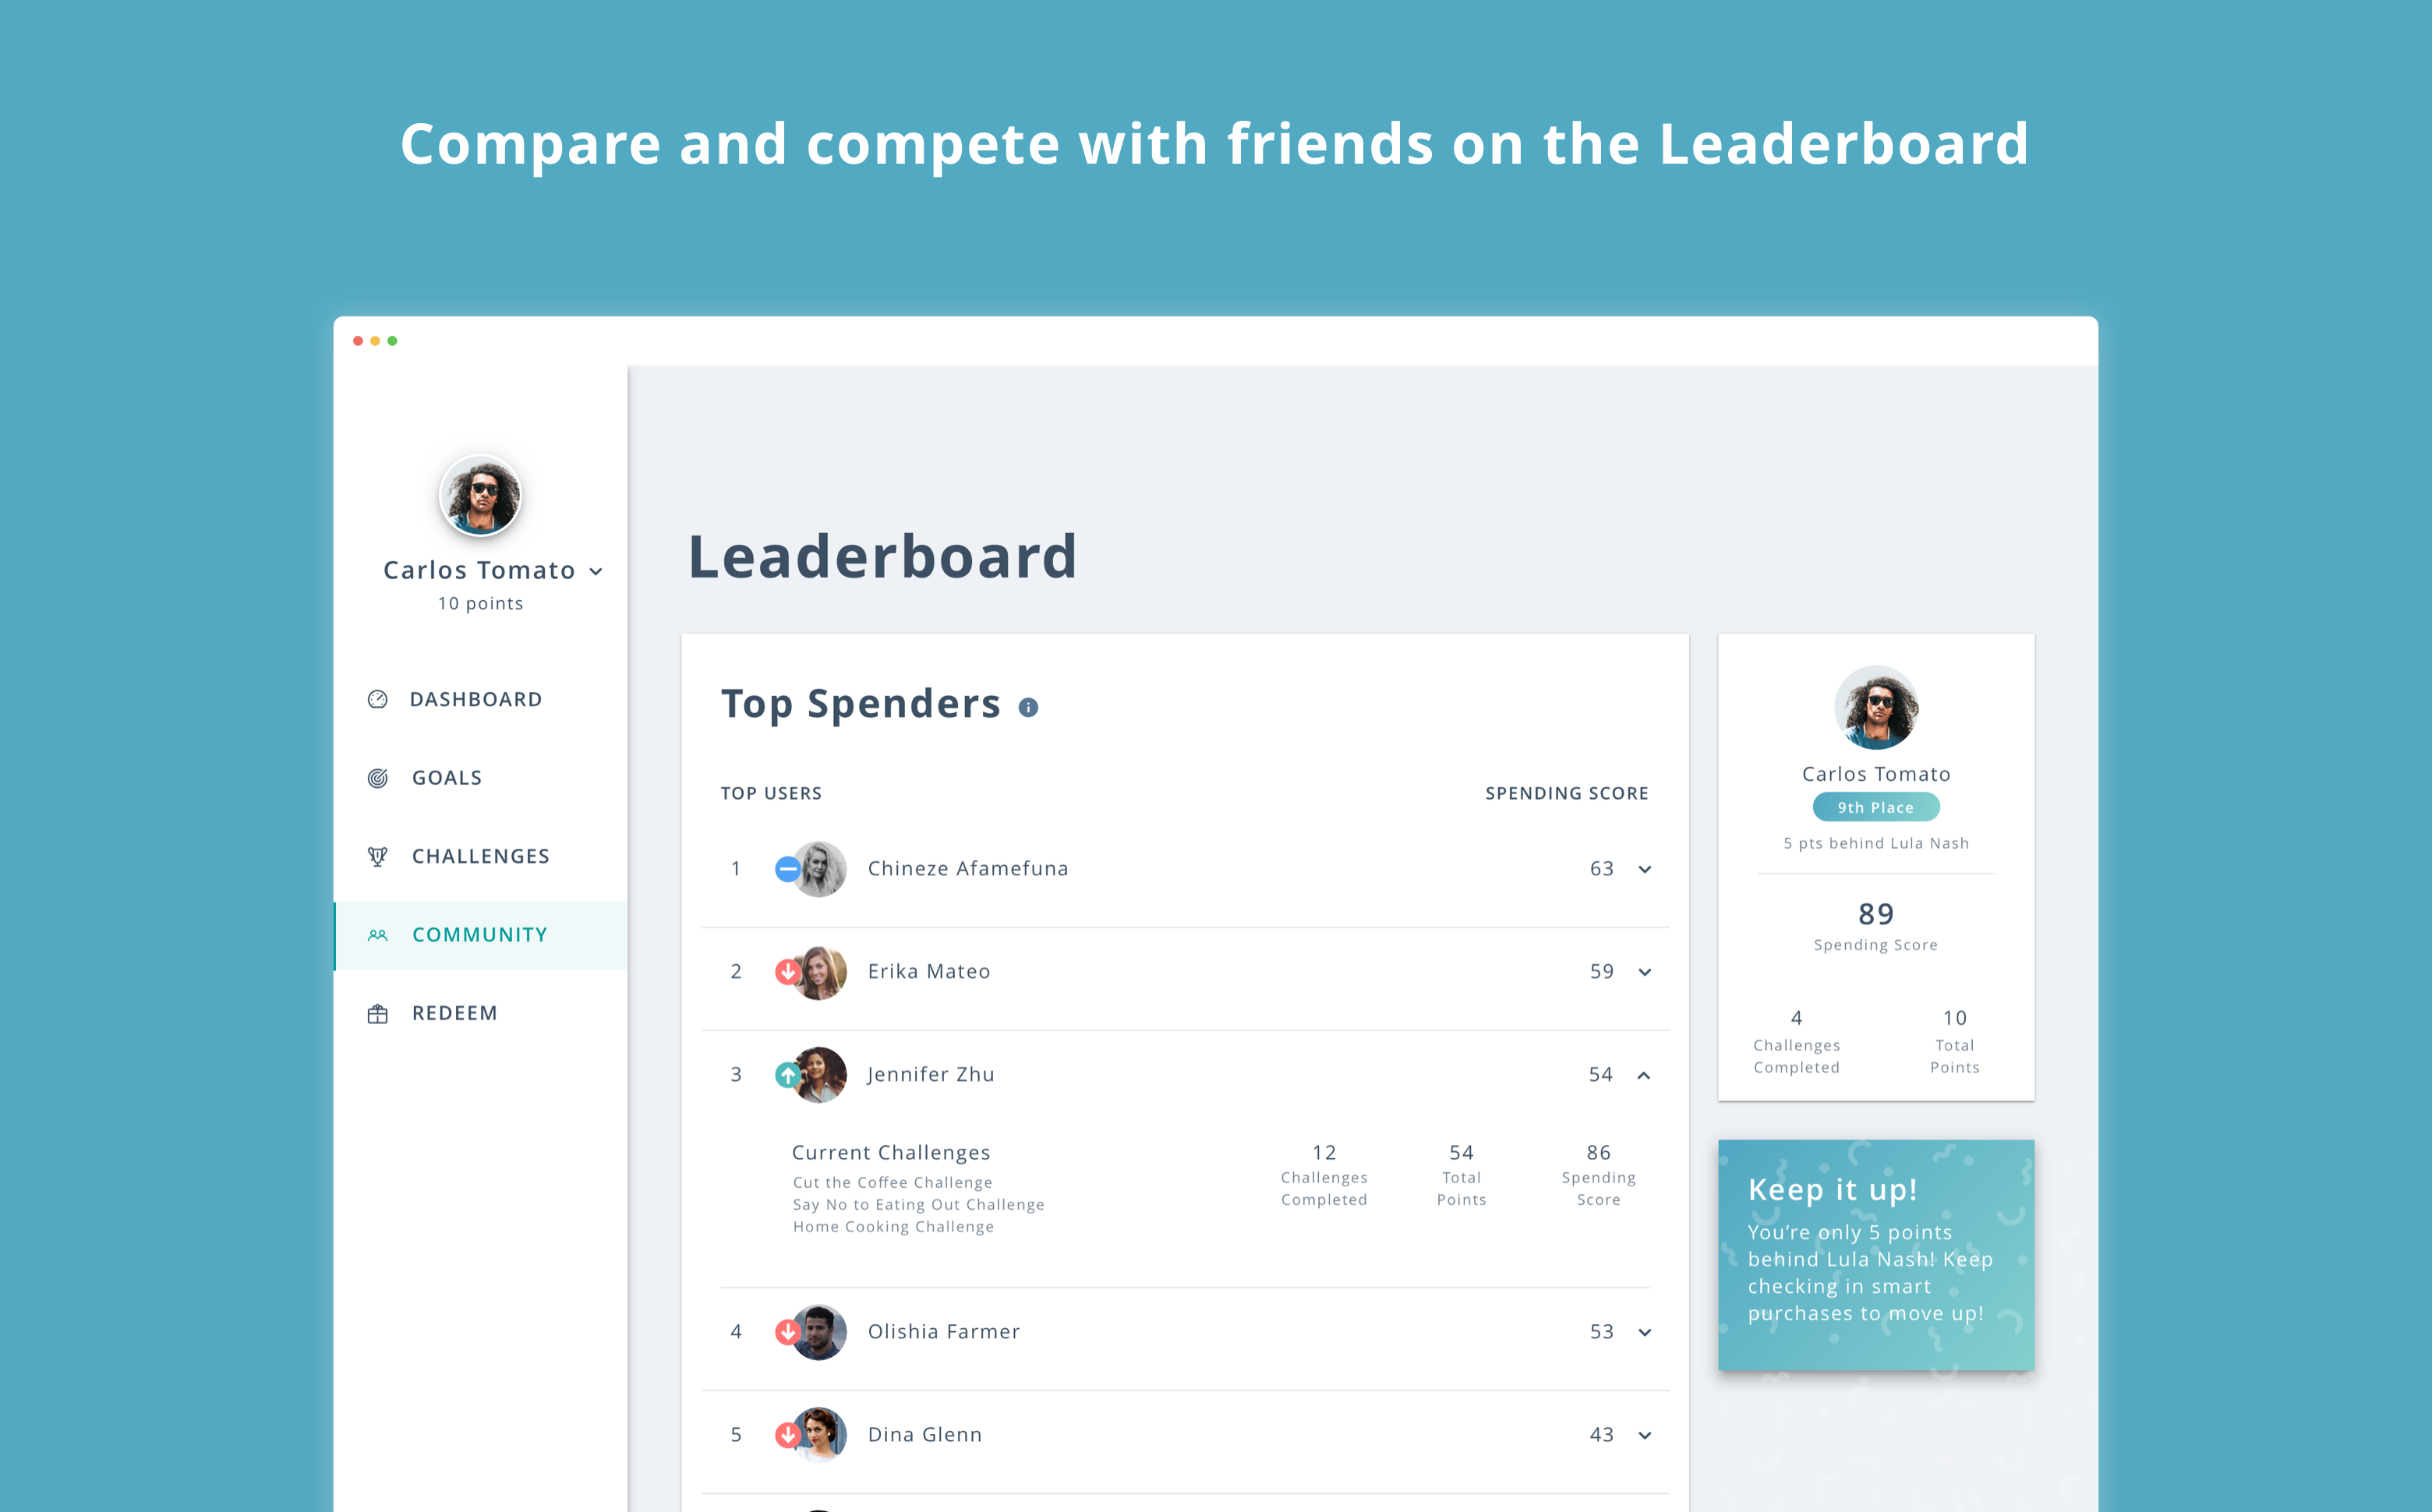 Compare and compete with friends on the Leaderboard
Carlos Tomato
10 points
DASHBOARD
GOALS
CHALLENGES
COMMUNITY
REDEEM
Leaderboard
Top Spenders
TOP USERS SPENDING SCORE
1 Chineze Afamefuna 63
2 Erika Mateo 59
3 Jennifer Zhu 54
Current Challenges
Cut the Coffee Challenge
Say No to Eating Out Challenge
Home Cooking Challenge
12
Challenges
Completed
54
Total
Points
86
Spending
Score
4 Olishia Farmer 53
5 Dina Glenn 43
Carlos Tomato
9th Place
5 pts behind Lula Nash
89
Spending Score
4
Challenges
Completed
10
Total
Points
Keep it up!
You’re only 5 points
behind Lula Nash! Keep
checking in smart
purchases to move up!